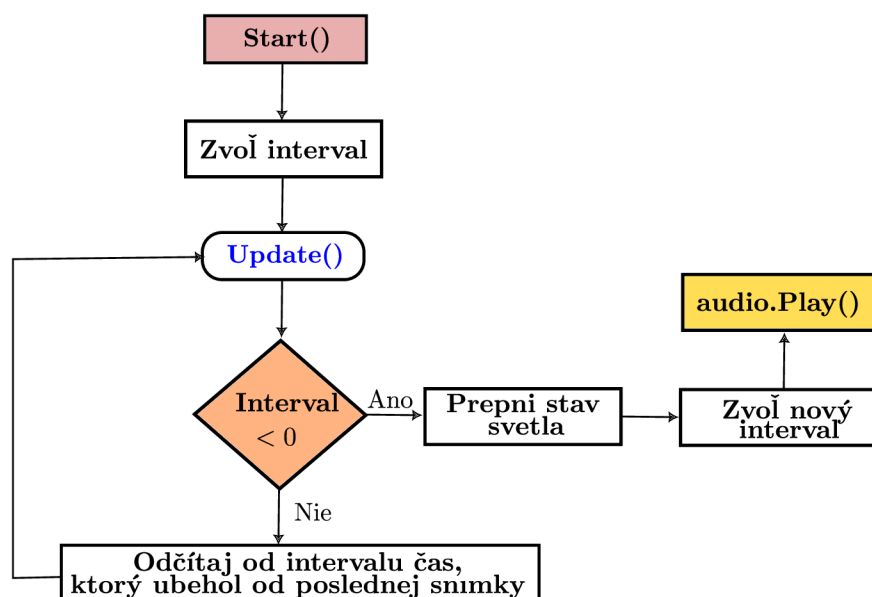 Start()
Zvoľ interval
Update()
Interval
< 0
Ano
Prepni stav
svetla
Zvoľ nový
interval
audio.Play()
Nie
Odčítaj od intervalu čas,
ktorý ubehol od poslednej snímky